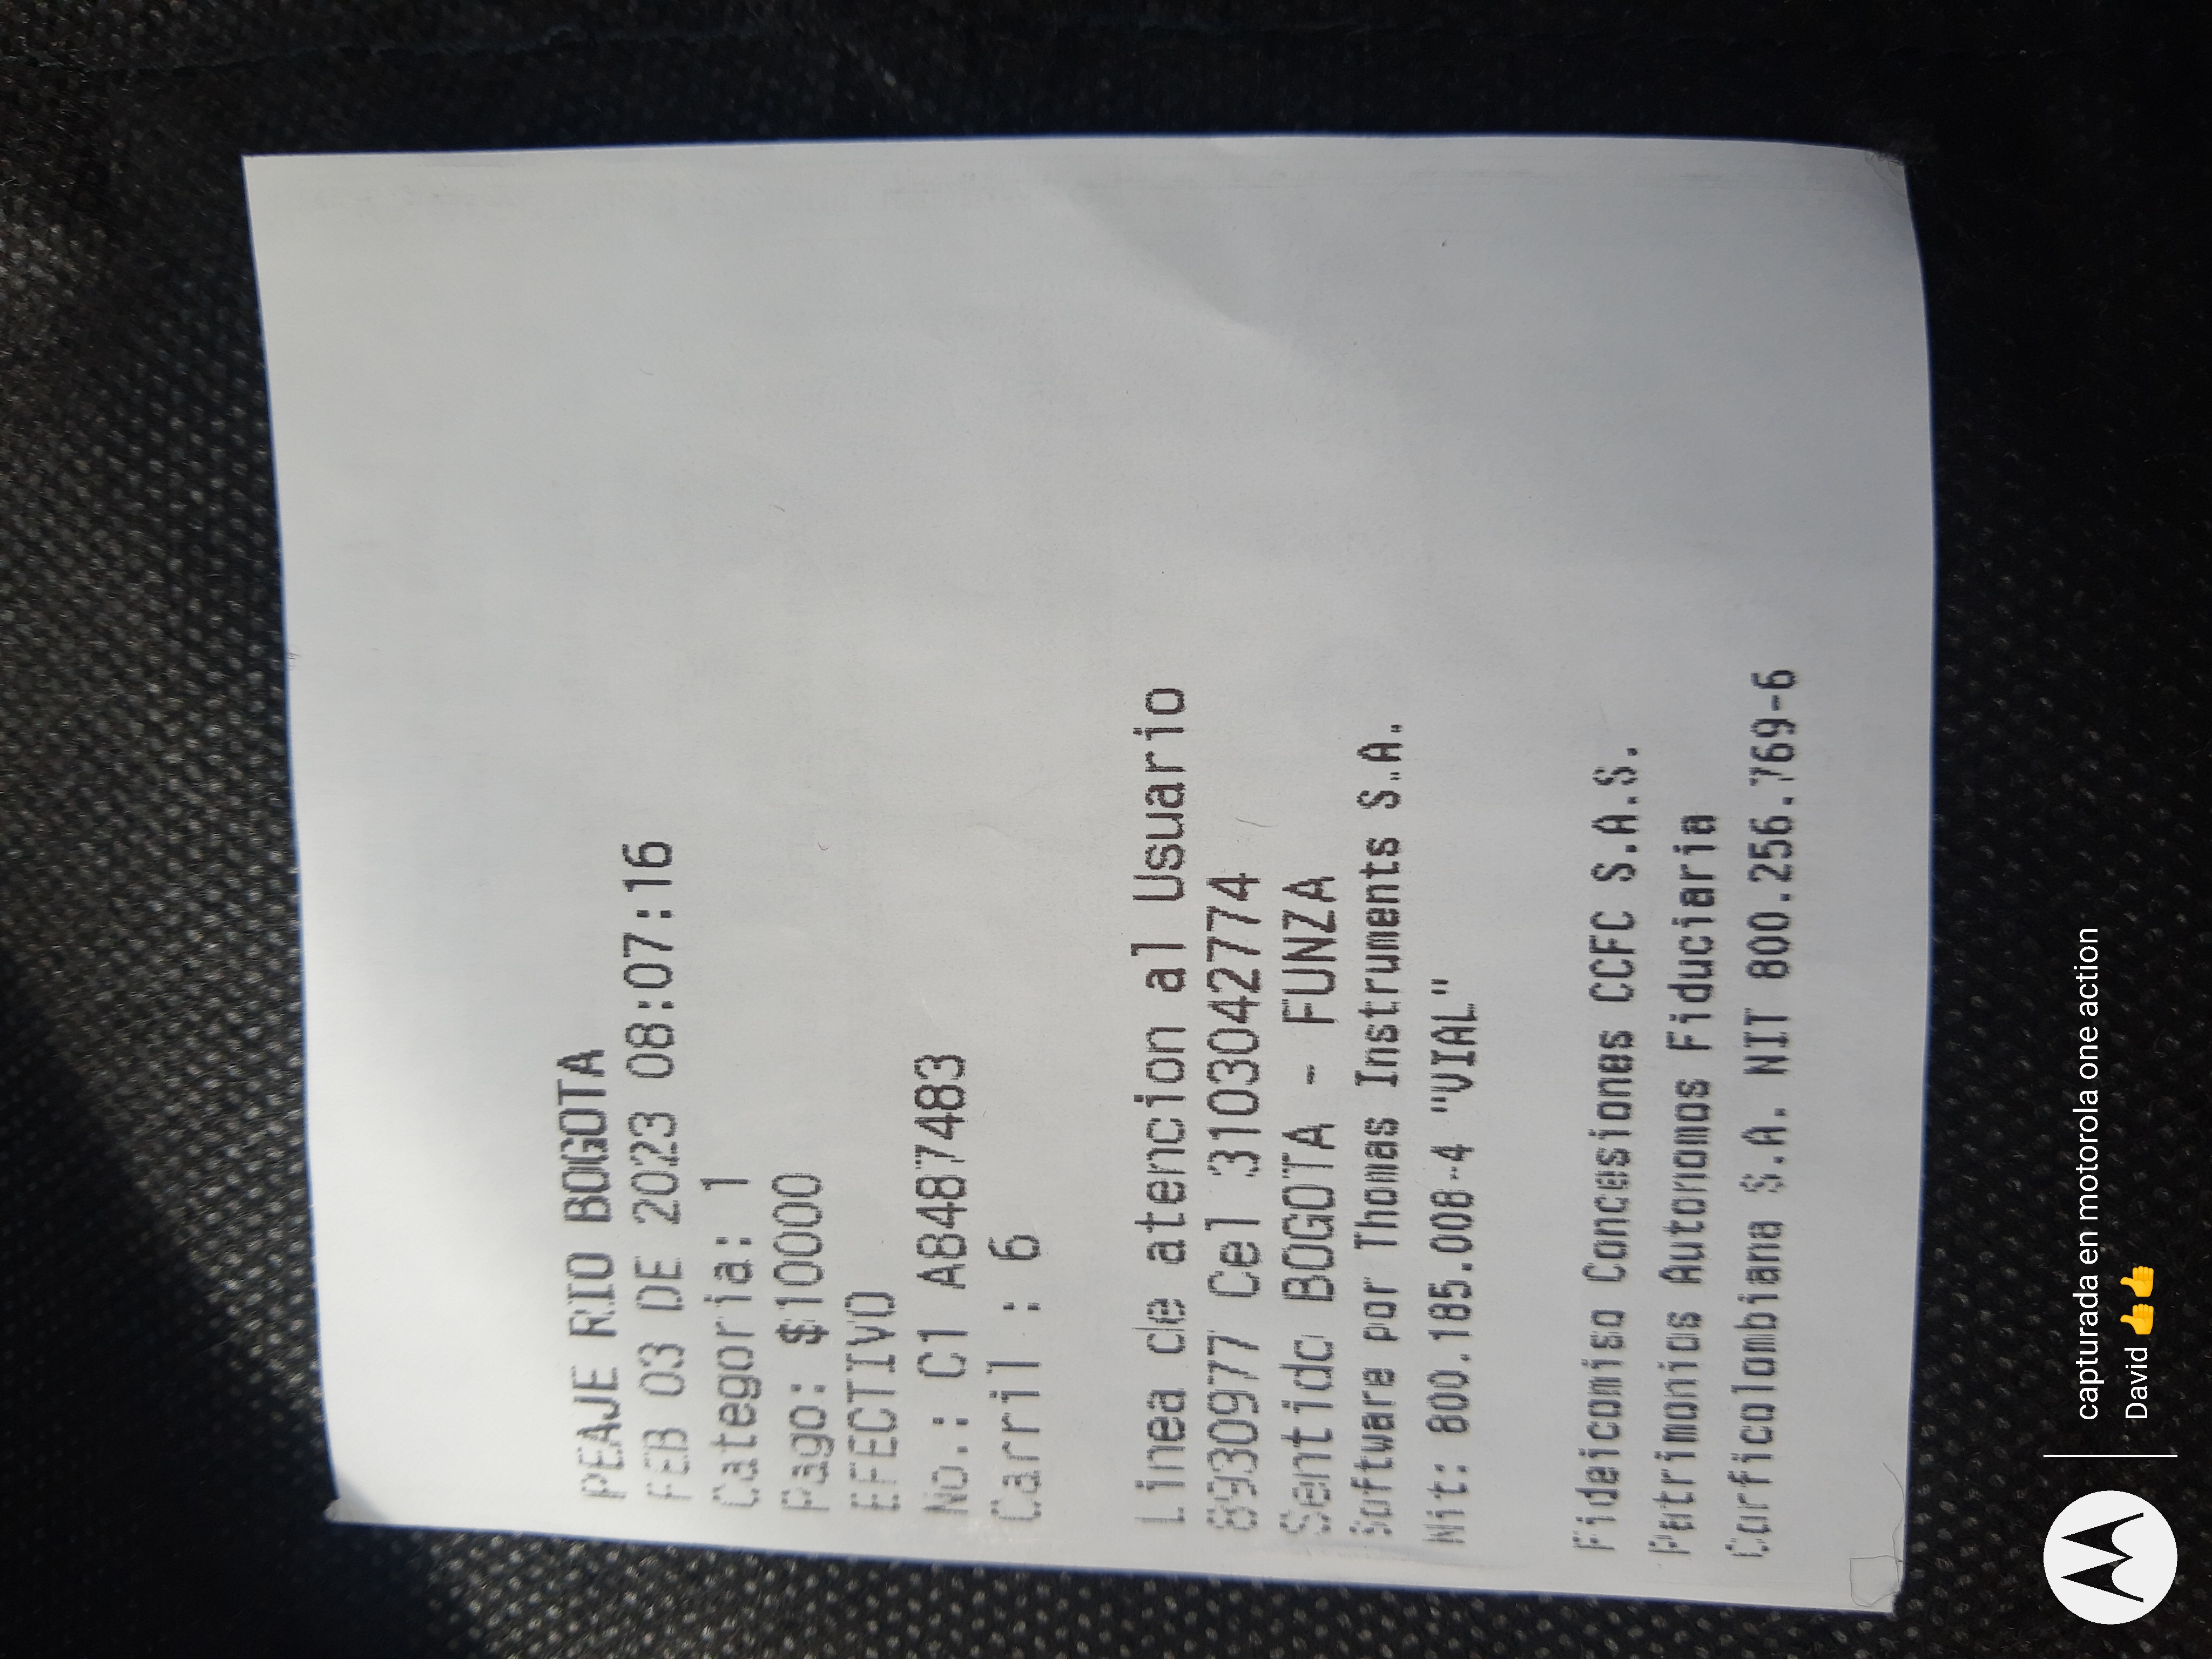 PEAJE RIO BOGOTA
FEB 03 DE 2023 08:07:16
Categoria: 1
Pago: $10000
EFECTIVO
No.: C1 AB4877483
Carril : 6
Linea de atencion al Usuario
8930977 Cel 3103042774
Sentido BOGOTA - FUNZA
Software por Thomas Instruments S.A.
Nit: 800.185.008-4 "VIAL"
Fideicomiso Concesiones CCFC S.A.S.
Patrimonios Autonomos Fiduciaria
Corficolombiana S.A. NIT 800.256.769-6
capturada en motorola one action
David 👍👍